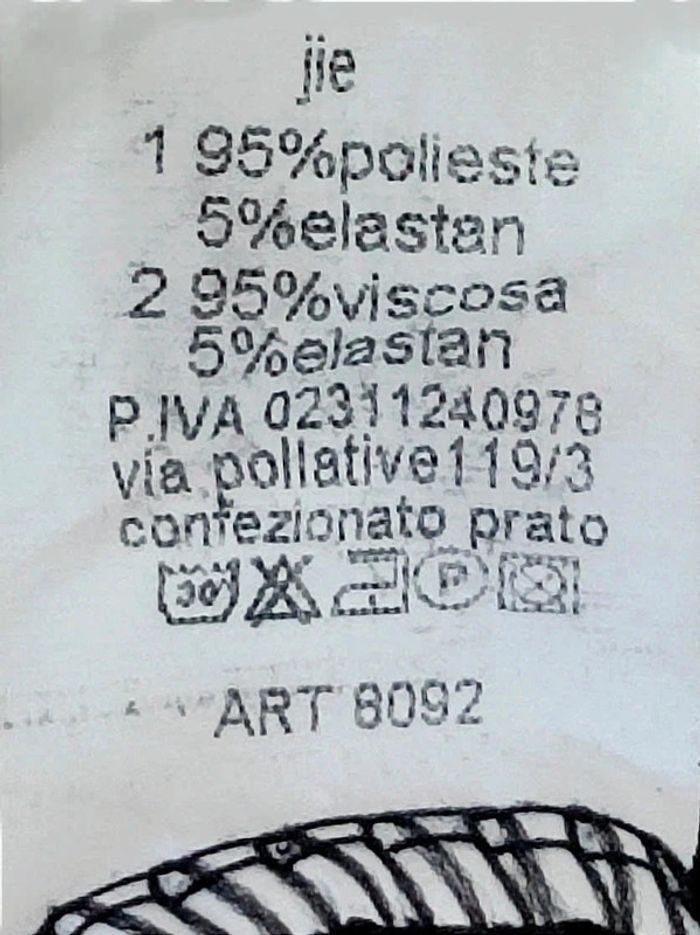 jie
1 95%polieste
5%elastan
2 95%viscosa
5%elastan
P.IVA 02311240978
via pollative119/3
confezionato prato
30° P
ART 8092